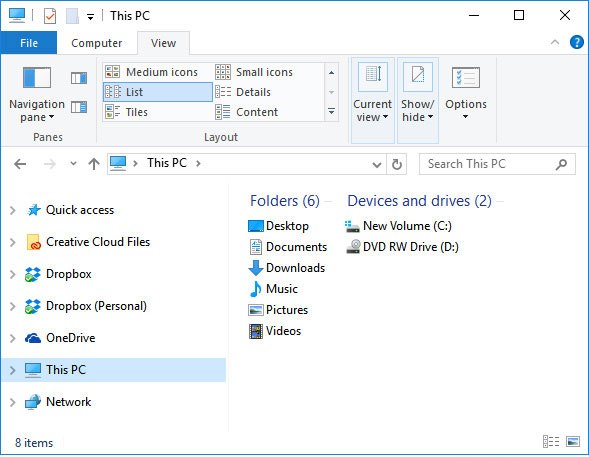 This PC
File Computer View
Medium icons Small icons
List Details
Tiles Content
Navigation pane
Current view
Show/ hide
Options
Panes Layout
This PC
Search This PC
Quick access
Creative Cloud Files
Dropbox
Dropbox (Personal)
OneDrive
This PC
Network
Folders (6)
Desktop
Documents
Downloads
Music
Pictures
Videos
Devices and drives (2)
New Volume (C:)
DVD RW Drive (D:)
8 items